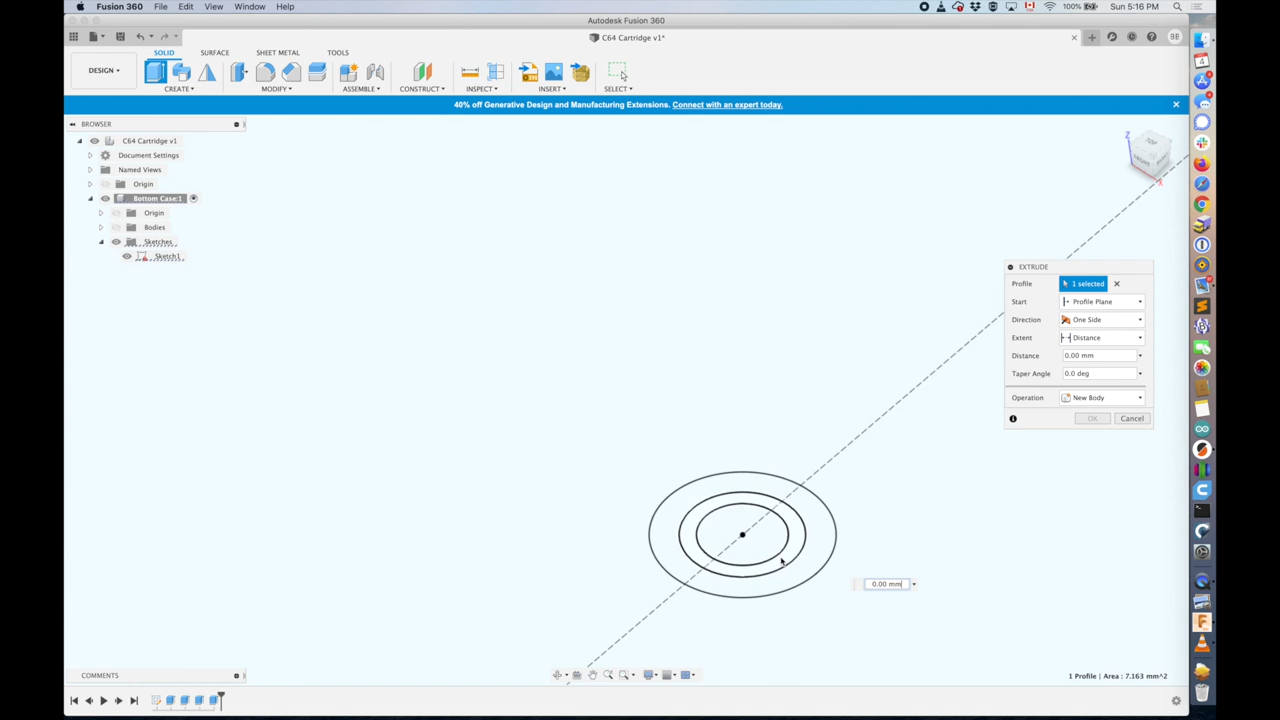 Fusion 360 File Edit View Window Help 100% Sun 5:16 PM
Autodesk Fusion 360
C64 Cartridge v1*
BE
SOLID SURFACE SHEET METAL TOOLS
DESIGN
CREATE MODIFY ASSEMBLE CONSTRUCT INSPECT INSERT SELECT
40% off Generative Design and Manufacturing Extensions. Connect with an expert today.
BROWSER
C64 Cartridge v1
Document Settings
Named Views
Origin
Bottom Case:1
Origin
Bodies
Sketches
Sketch1
Z
TOP
FRONT
X
EXTRUDE
Profile 1 selected
Start Profile Plane
Direction One Side
Extent Distance
Distance 0.00 mm
Taper Angle 0.0 deg
Operation New Body
OK Cancel
0.00 mm
COMMENTS
1 Profile | Area : 7.163 mm^2